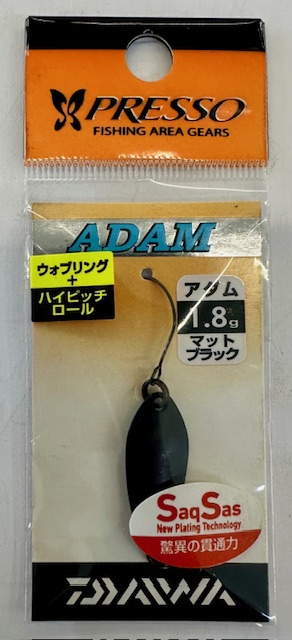 PRESSO
FISHING AREA GEARS
ADAM
ウォブリング
+
ハイピッチ
ロール
アダム
1.8g
マット
ブラック
SaqSas
New Plating Technology
驚異の貫通力
DAIWA